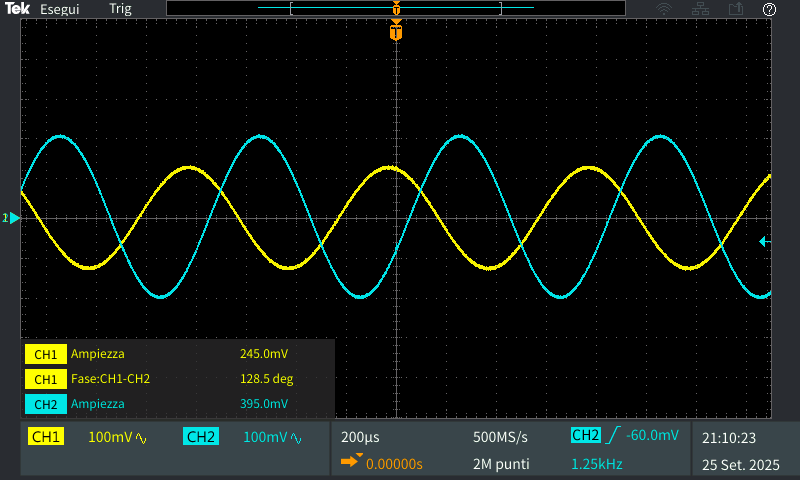 Tek Esegui Trig T ?
T
1
CH1 Ampiezza 245.0mV
CH1 Fase:CH1-CH2 128.5 deg
CH2 Ampiezza 395.0mV
CH1 100mV CH2 100mV 200µs 500MS/s CH2 -60.0mV 21:10:23
0.00000s 2M punti 1.25kHz 25 Set. 2025